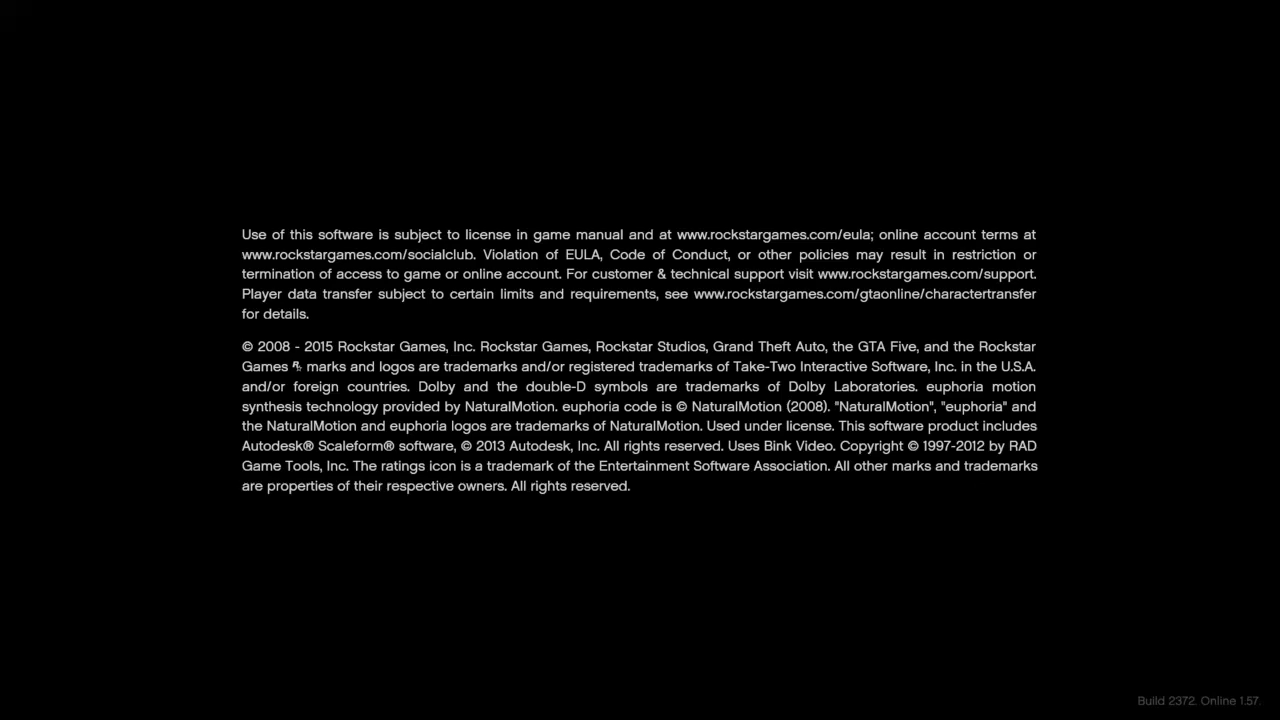 Use of this software is subject to license in game manual and at www.rockstargames.com/eula; online account terms at
www.rockstargames.com/socialclub. Violation of EULA, Code of Conduct, or other policies may result in restriction or
termination of access to game or online account. For customer & technical support visit www.rockstargames.com/support.
Player data transfer subject to certain limits and requirements, see www.rockstargames.com/gtaonline/charactertransfer
for details.
© 2008 - 2015 Rockstar Games, Inc. Rockstar Games, Rockstar Studios, Grand Theft Auto, the GTA Five, and the Rockstar
Games R* marks and logos are trademarks and/or registered trademarks of Take-Two Interactive Software, Inc. in the U.S.A.
and/or foreign countries. Dolby and the double-D symbols are trademarks of Dolby Laboratories. euphoria motion
synthesis technology provided by NaturalMotion. euphoria code is © NaturalMotion (2008). "NaturalMotion", "euphoria" and
the NaturalMotion and euphoria logos are trademarks of NaturalMotion. Used under license. This software product includes
Autodesk® Scaleform® software, © 2013 Autodesk, Inc. All rights reserved. Uses Bink Video. Copyright © 1997-2012 by RAD
Game Tools, Inc. The ratings icon is a trademark of the Entertainment Software Association. All other marks and trademarks
are properties of their respective owners. All rights reserved.
Build 2372. Online 1.57.